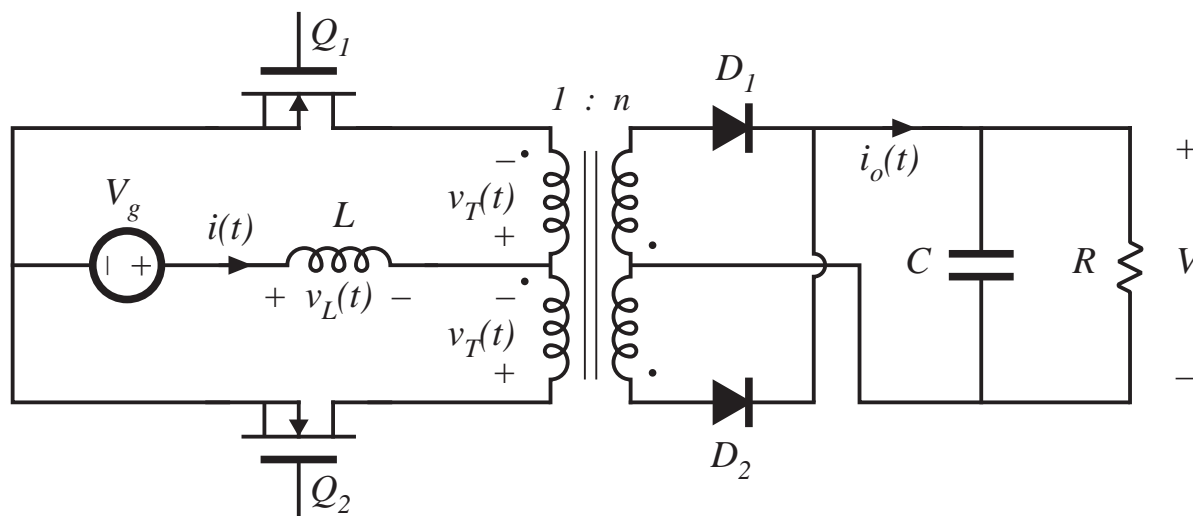 Q1
D1
1 : n
− +
io(t)
Vg L vT(t)
i(t) +
− + C R V
+ vL(t) − −
vT(t)
+ −
D2
Q2